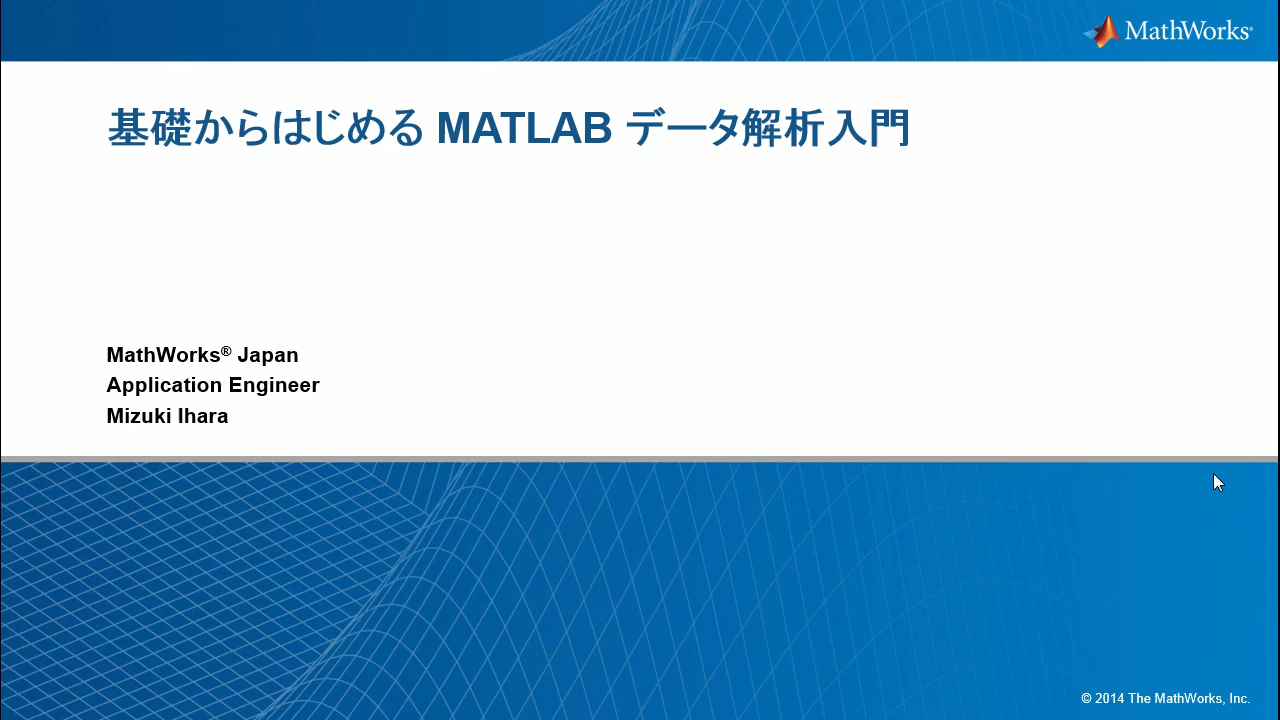 MathWorks®
基礎からはじめる MATLAB データ解析入門
MathWorks® Japan
Application Engineer
Mizuki Ihara
© 2014 The MathWorks, Inc.